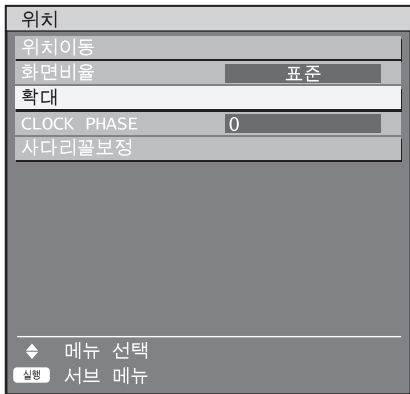 위치
위치이동
화면비율 표준
확대
CLOCK PHASE 0
사다리꼴보정
메뉴 선택
실행 서브 메뉴